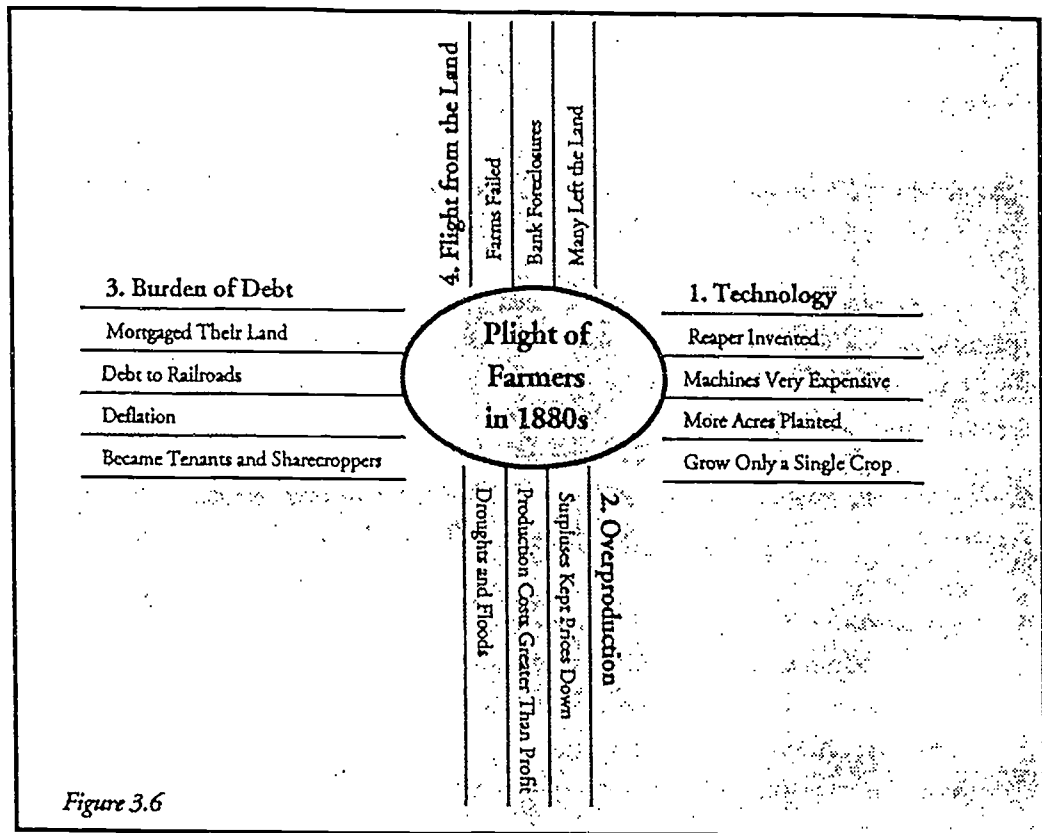 Plight of
Farmers
in 1880s
1. Technology
Reaper Invented
Machines Very Expensive
More Acres Planted
Grow Only a Single Crop
2. Overproduction
Surpluses Kept Prices Down
Production Costs Greater Than Profit
Droughts and Floods
3. Burden of Debt
Mortgaged Their Land
Debt to Railroads
Deflation
Became Tenants and Sharecroppers
4. Flight from the Land
Farms Failed
Bank Foreclosures
Many Left the Land
Figure 3.6